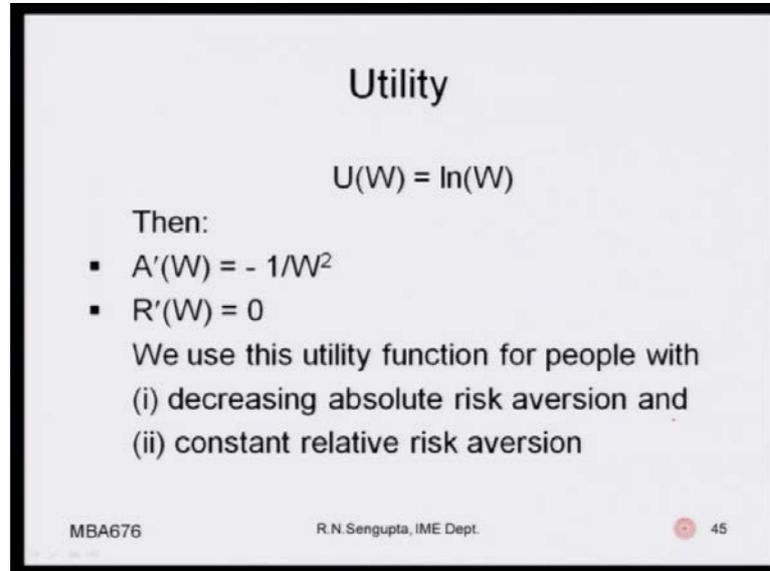 Utility
U(W) = ln(W)
Then:
▪ A′(W) = - 1/W²
▪ R′(W) = 0
We use this utility function for people with
(i) decreasing absolute risk aversion and
(ii) constant relative risk aversion
MBA676 R.N.Sengupta, IME Dept. 45